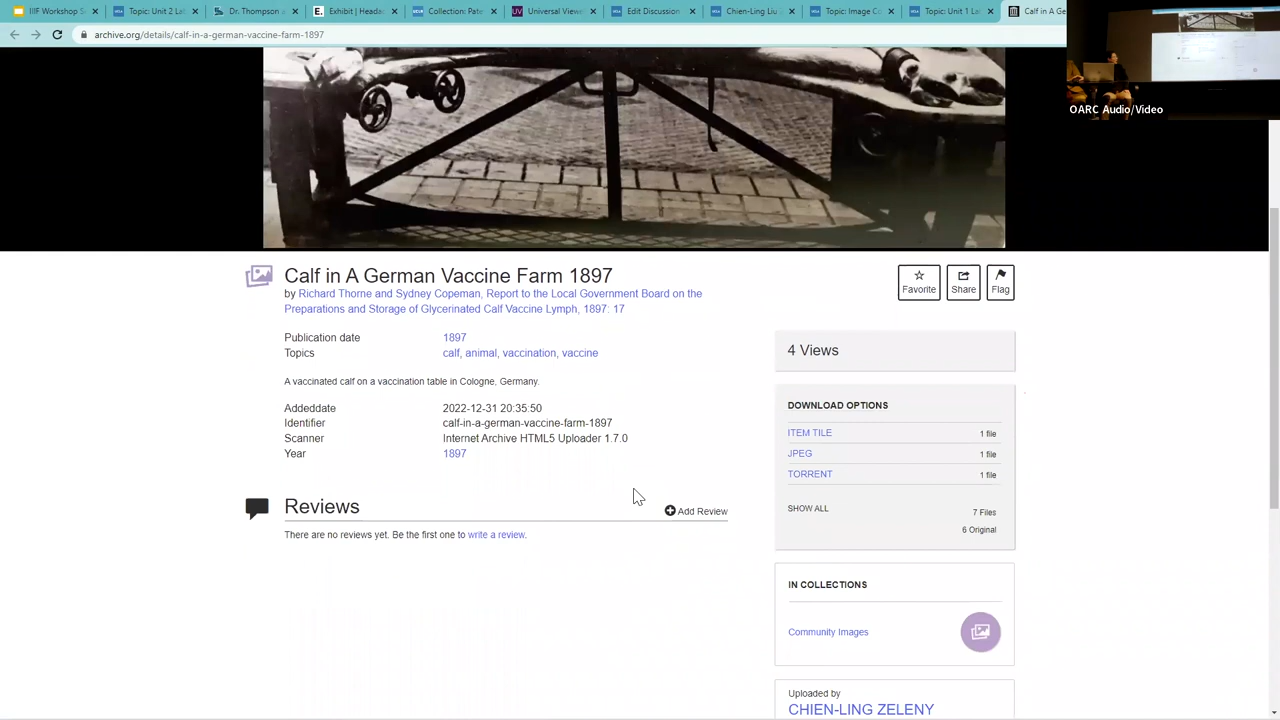 IIIF Workshop S
Topic: Unit 2 Lab
Dr. Thompson a
Exhibit | Headed
Collection: Pater
Universal Viewer
Edit Discussion
Chien-Ling Liu
Topic: Image Co
Topic: Unit 1 Le
Calf in A Ge
archive.org/details/calf-in-a-german-vaccine-farm-1897
OARC Audio/Video
Calf in A German Vaccine Farm 1897
by Richard Thorne and Sydney Copeman, Report to the Local Government Board on the
Preparations and Storage of Glycerinated Calf Vaccine Lymph, 1897: 17
Favorite
Share
Flag
Publication date 1897
Topics calf, animal, vaccination, vaccine
A vaccinated calf on a vaccination table in Cologne, Germany.
Addeddate 2022-12-31 20:35:50
Identifier calf-in-a-german-vaccine-farm-1897
Scanner Internet Archive HTML5 Uploader 1.7.0
Year 1897
Reviews
Add Review
There are no reviews yet. Be the first one to write a review.
4 Views
DOWNLOAD OPTIONS
ITEM TILE 1 file
JPEG 1 file
TORRENT 1 file
SHOW ALL 7 Files
6 Original
IN COLLECTIONS
Community Images
Uploaded by
CHIEN-LING ZELENY